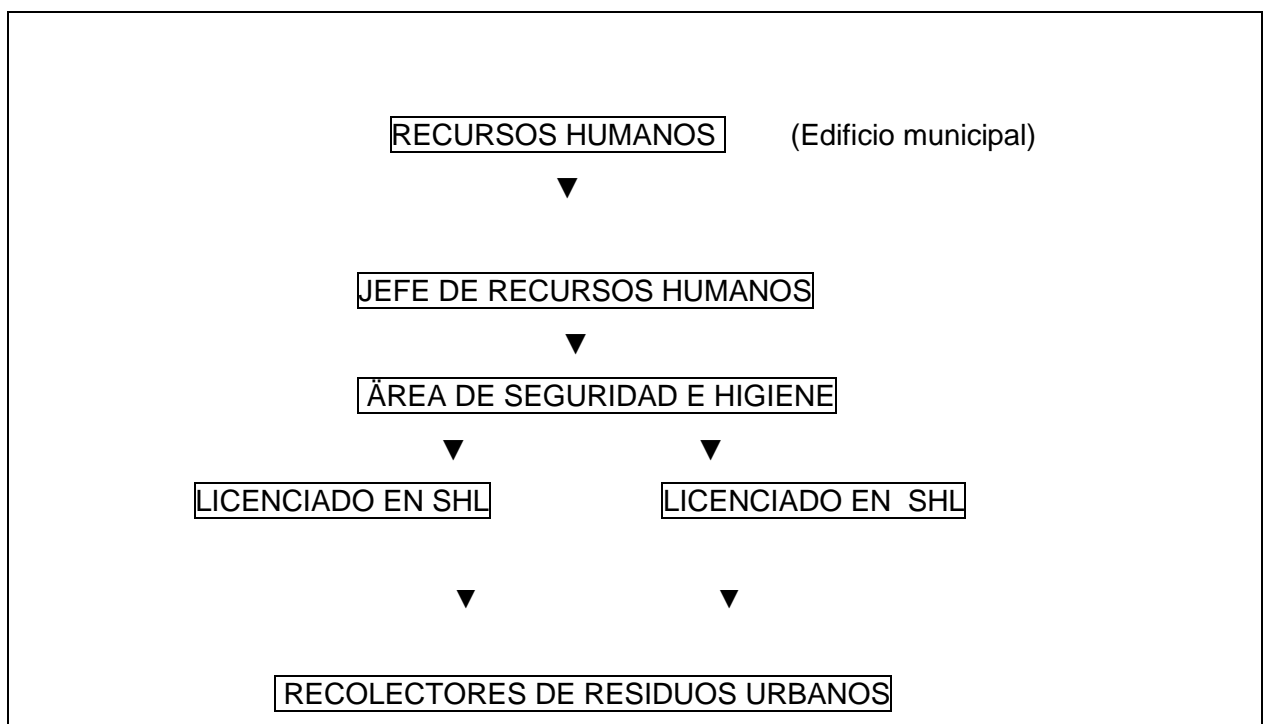 RECURSOS HUMANOS (Edificio municipal)
JEFE DE RECURSOS HUMANOS
ÄREA DE SEGURIDAD E HIGIENE
LICENCIADO EN SHL LICENCIADO EN SHL
RECOLECTORES DE RESIDUOS URBANOS